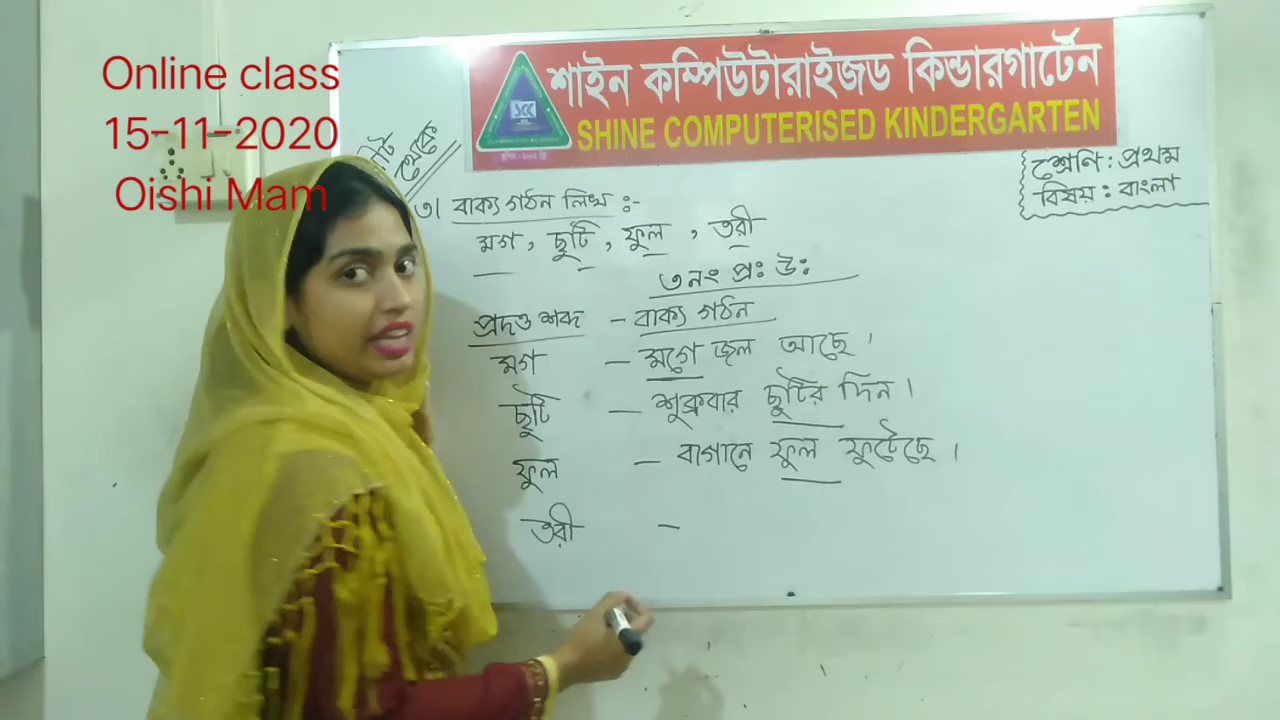 Online class
15-11-2020
Oishi Mam
শাইন কম্পিউটারাইজড কিন্ডারগার্টেন
SHINE COMPUTERISED KINDERGARTEN
শ্রেণি : প্রথম
বিষয় : বাংলা
৩। বাক্য গঠন লিখ :-
মগ, ছুটি, ফুল, তরী
৩নং প্রঃ উঃ
প্রদত্ত শব্দ - বাক্য গঠন
মগ - মগে জল আছে।
ছুটি - শুক্রবার ছুটির দিন।
ফুল - বাগানে ফুল ফুটেছে।
তরী -